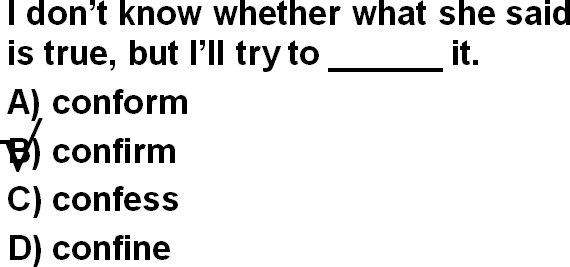 I don't know whether what she said
is true, but I'll try to ______ it.
A) conform
B) confirm
C) confess
D) confine